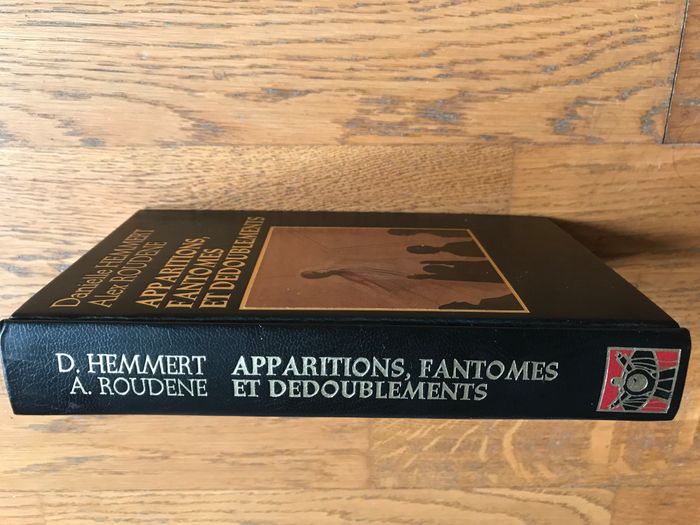 Danielle HEMMERT
Alex ROUDENE
APPARITIONS
FANTOMES
ET DEDOUBLEMENTS
D. HEMMERT
A. ROUDENE
APPARITIONS, FANTOMES
ET DEDOUBLEMENTS